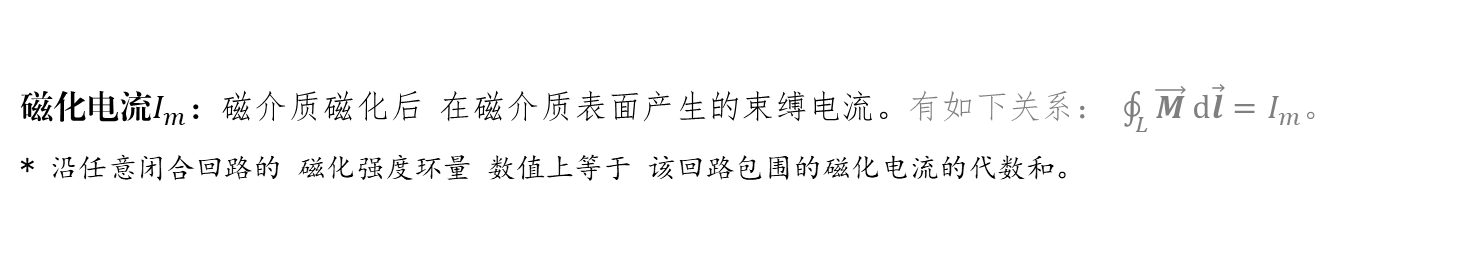 磁化电流Iₘ：磁介质磁化后 在磁介质表面产生的束缚电流。有如下关系： ∮_L M⃗ dl⃗ = Iₘ。
* 沿任意闭合回路的 磁化强度环量 数值上等于 该回路包围的磁化电流的代数和。